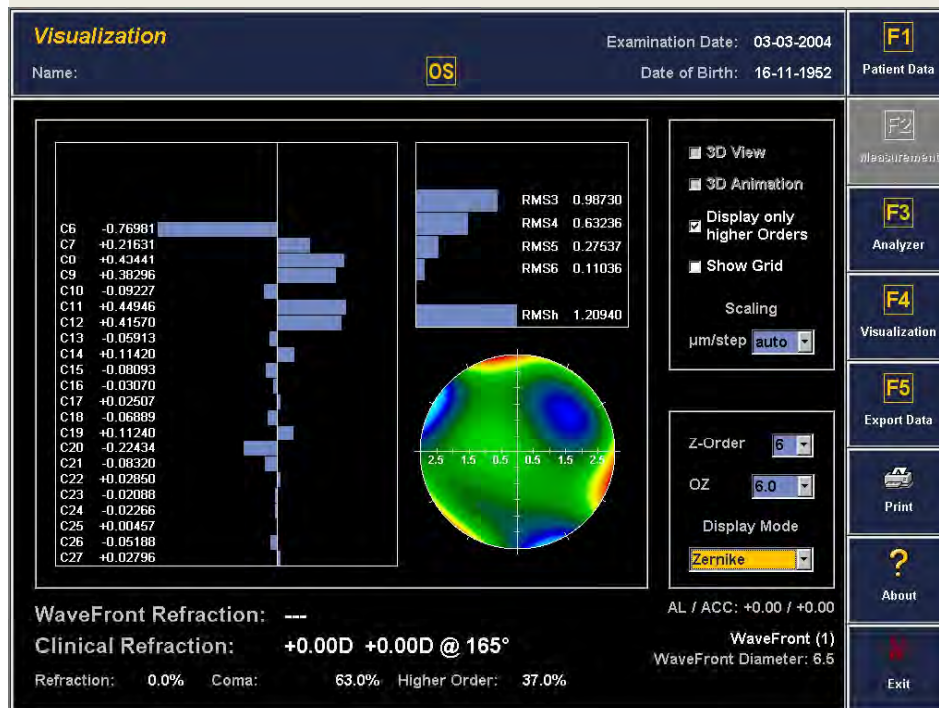 Visualization
Name:
OS
Examination Date: 03-03-2004
Date of Birth: 16-11-1952
C6 -0.76981
C7 +0.21631
C8 +0.43441
C9 +0.38296
C10 -0.09227
C11 +0.44946
C12 +0.41570
C13 -0.05913
C14 +0.11420
C15 -0.08093
C16 -0.03070
C17 +0.02507
C18 -0.06889
C19 +0.11240
C20 -0.22434
C21 -0.08320
C22 +0.02850
C23 -0.02088
C24 -0.02266
C25 +0.00457
C26 -0.05188
C27 +0.02796
RMS3 0.98730
RMS4 0.63236
RMS5 0.27537
RMS6 0.11036
RMSh 1.20940
2.5 1.5 0.5 0.5 1.5 2.5
3D View
3D Animation
Display only
higher Orders
Show Grid
Scaling
µm/step auto
Z-Order 6
OZ 6.0
Display Mode
Zernike
WaveFront Refraction: ---
Clinical Refraction: +0.00D +0.00D @ 165°
Refraction: 0.0% Coma: 63.0% Higher Order: 37.0%
AL / ACC: +0.00 / +0.00
WaveFront (1)
WaveFront Diameter: 6.5
F1
Patient Data
F2
Measurement
F3
Analyzer
F4
Visualization
F5
Export Data
Print
?
About
Exit